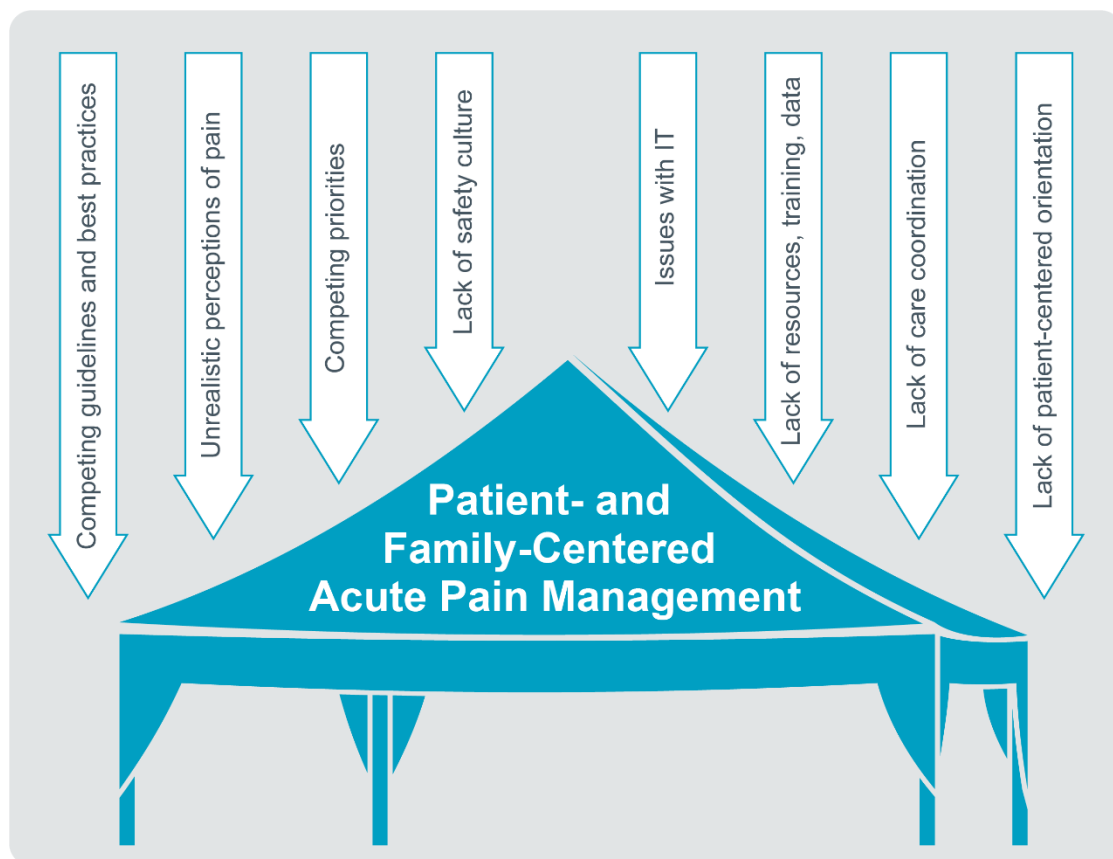 Competing guidelines and best practices
Unrealistic perceptions of pain
Competing priorities
Lack of safety culture
Issues with IT
Lack of resources, training, data
Lack of care coordination
Lack of patient-centered orientation
Patient- and
Family-Centered
Acute Pain Management